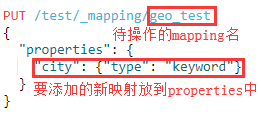 PUT /test/_mapping/geo_test
{
待操作的mapping名
"properties": {
"city": {"type": "keyword"}
要添加的新映射放到properties中
}
}